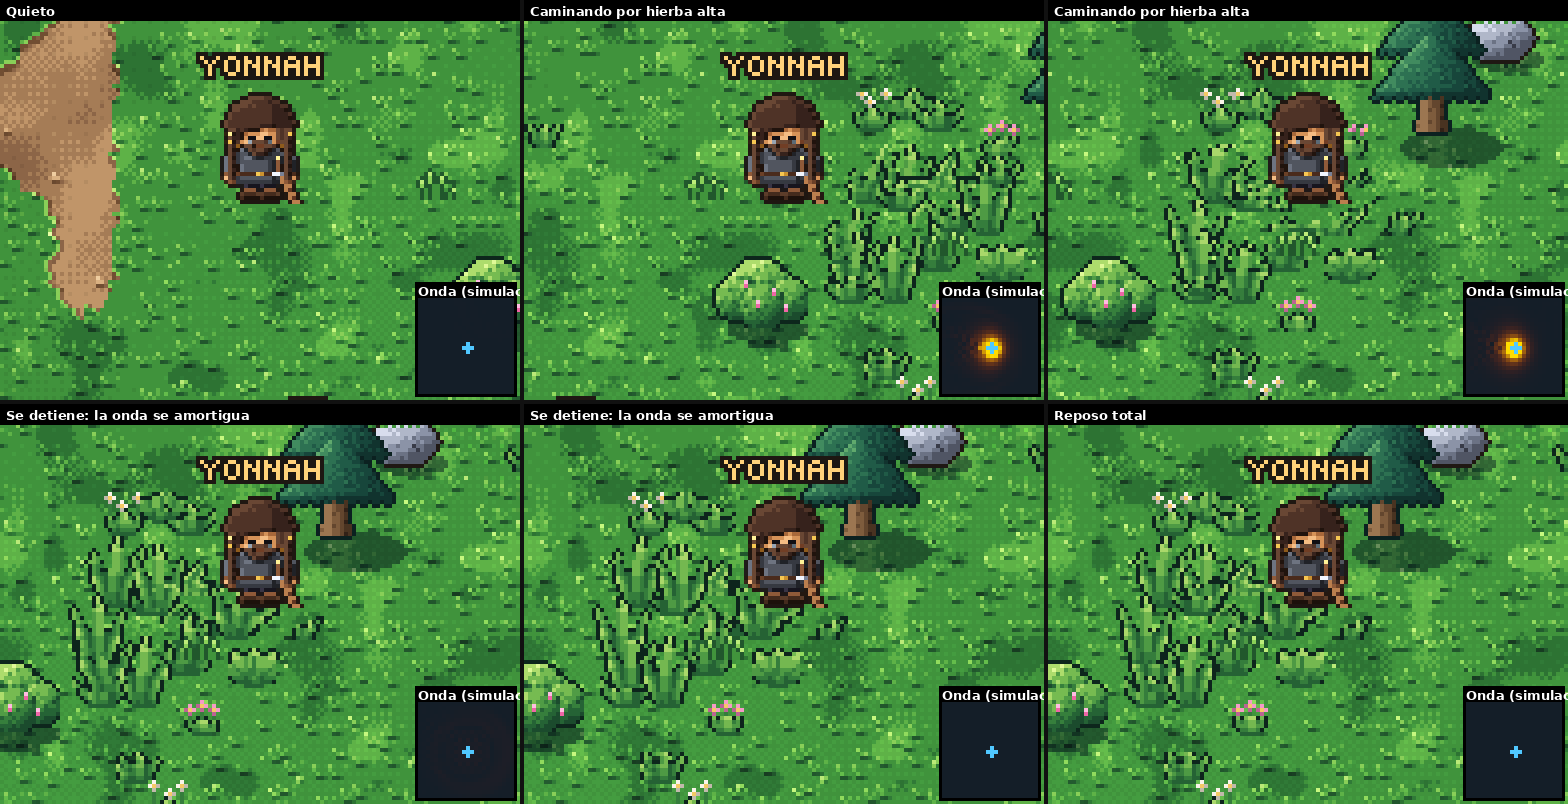 Quieto
Caminando por hierba alta
Caminando por hierba alta
YONNAH
YONNAH
YONNAH
Onda (simulac
Onda (simulac
Onda (simulac
Se detiene: la onda se amortigua
Se detiene: la onda se amortigua
Reposo total
YONNAH
YONNAH
YONNAH
Onda (simulac
Onda (simulac
Onda (simulac